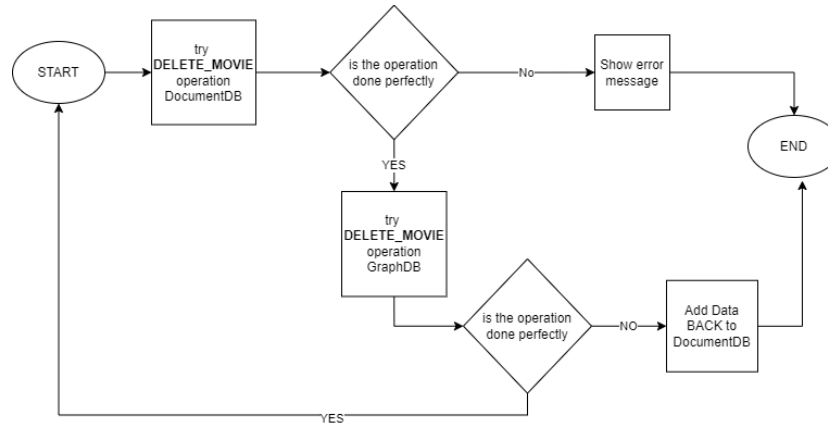 START
try
DELETE_MOVIE
operation
DocumentDB
is the operation
done perfectly
No
Show error
message
END
YES
try
DELETE_MOVIE
operation
GraphDB
is the operation
done perfectly
NO
Add Data
BACK to
DocumentDB
YES